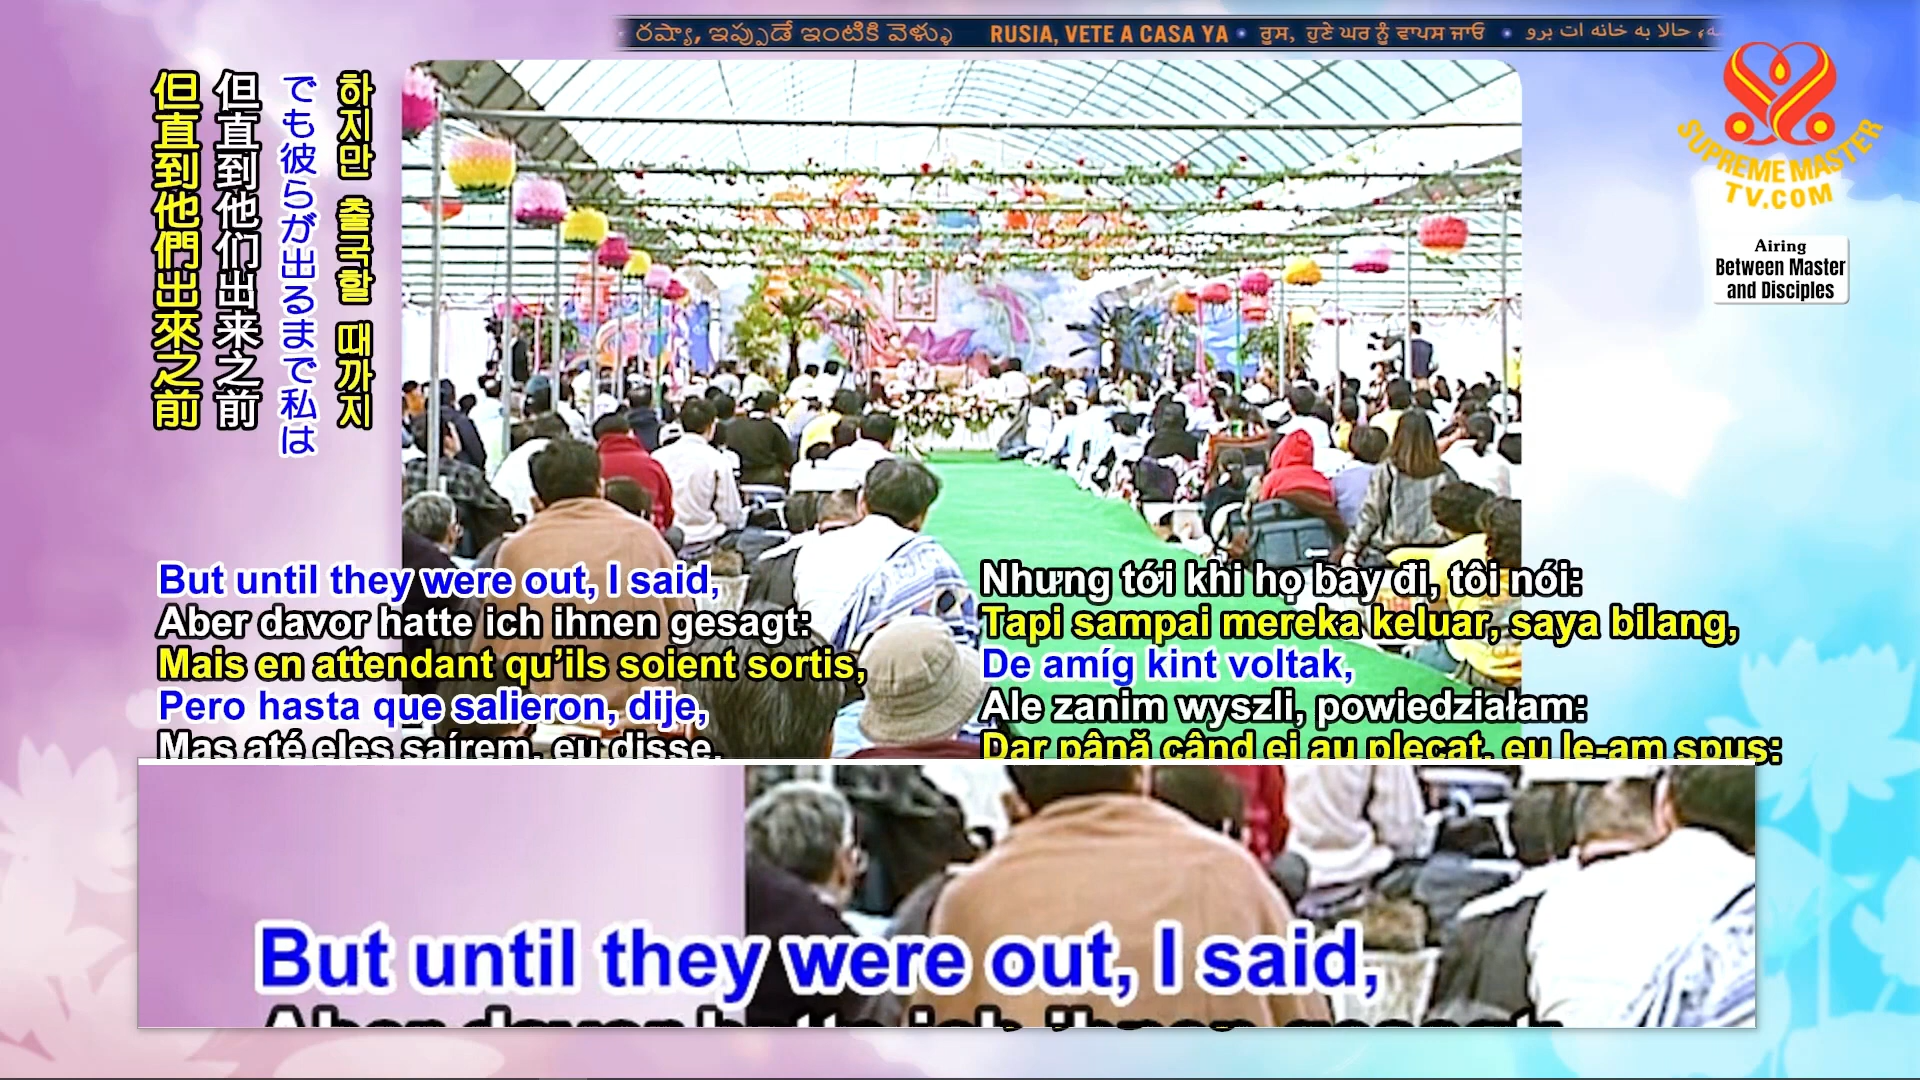 రష్యా, ఇప్పుడే ఇంటికి వెళ్ళు
RUSIA, VETE A CASA YA • ਰੂਸ, ਹੁਣੇ ਘਰ ਨੂੰ ਵਾਪਸ ਜਾਓ •
حالا به خانه ات برو
SUPREME MASTER
TV.COM
Airing
Between Master
and Disciples
하지만 출국할 때까지
でも彼らが出るまで私は
但直到他们出来之前
但直到他們出來之前
But until they were out, I said,
Aber davor hatte ich ihnen gesagt:
Mais en attendant qu’ils soient sortis,
Pero hasta que salieron, dije,
Mas até eles saírem, eu disse,
Nhưng tới khi họ bay đi, tôi nói:
Tapi sampai mereka keluar, saya bilang,
De amíg kint voltak,
Ale zanim wyszli, powiedziałam:
Dar până când ei au plecat, eu le-am spus:
But until they were out, I said,